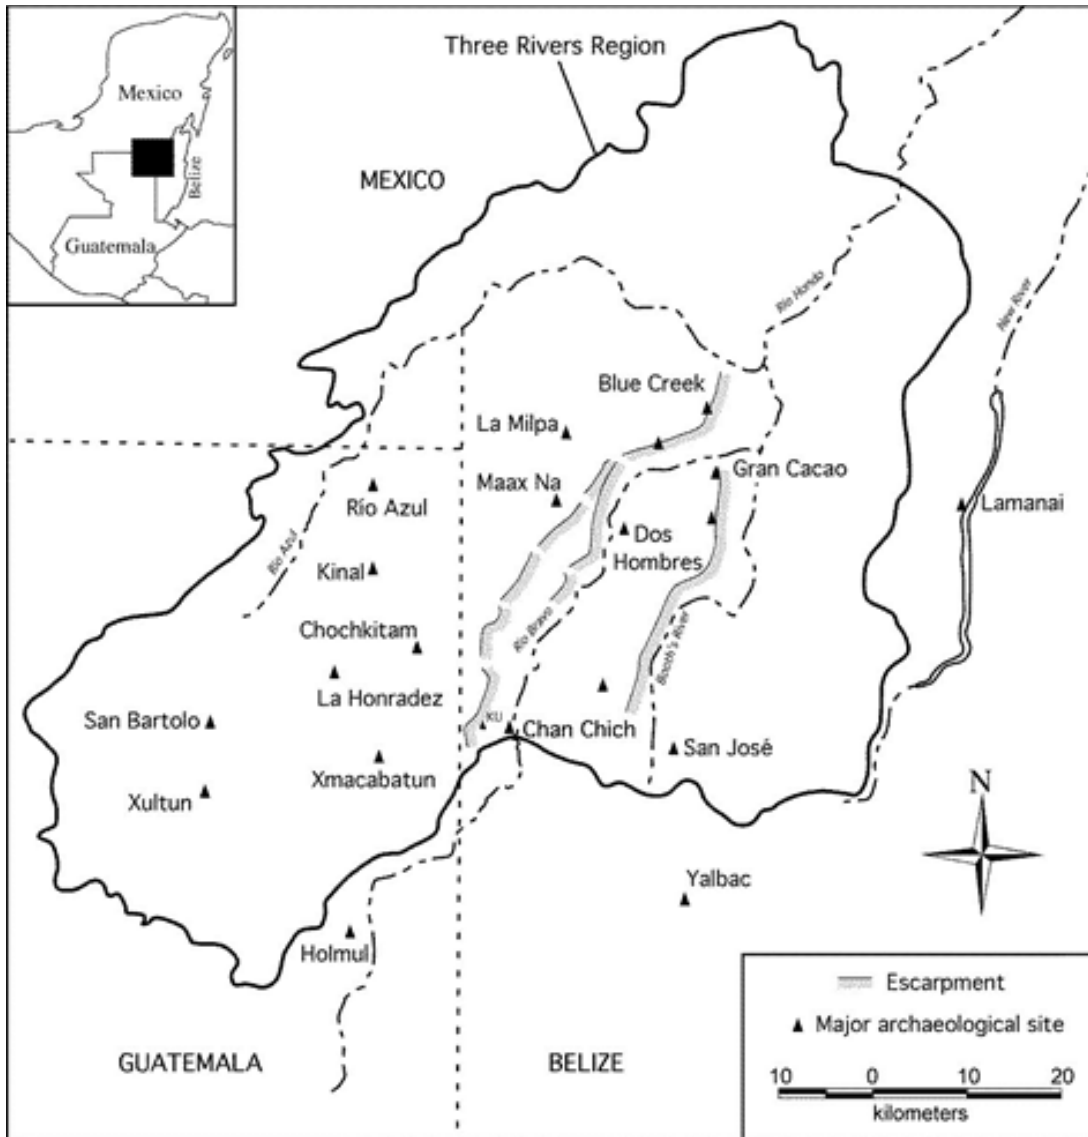 Three Rivers Region
Mexico
Belize
Guatemala
MEXICO
Río Hondo
New River
Blue Creek
La Milpa
Maax Na
Gran Cacao
Lamanai
Río Azul
Río Azul
Dos
Hombres
Kinal
Chochkitam
Río Bravo
Booth's River
La Honradez
San Bartolo
KU
Chan Chich
San José
Xmacabatun
Xultun
N
Yalbac
Holmul
Escarpment
Major archaeological site
10 0 10 20
kilometers
GUATEMALA
BELIZE